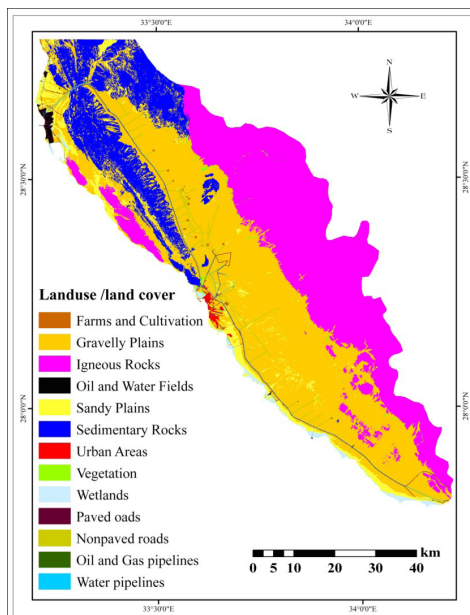 33°30'0"E 34°0'0"E
N
W E
S
28°30'0"N 28°30'0"N
Landuse /land cover
Farms and Cultivation
Gravelly Plains
Igneous Rocks
Oil and Water Fields
Sandy Plains
Sedimentary Rocks
Urban Areas
Vegetation
Wetlands
Paved oads
Nonpaved roads
Oil and Gas pipelines
Water pipelines
28°0'0"N 28°0'0"N
km
0 5 10 20 30 40
33°30'0"E 34°0'0"E